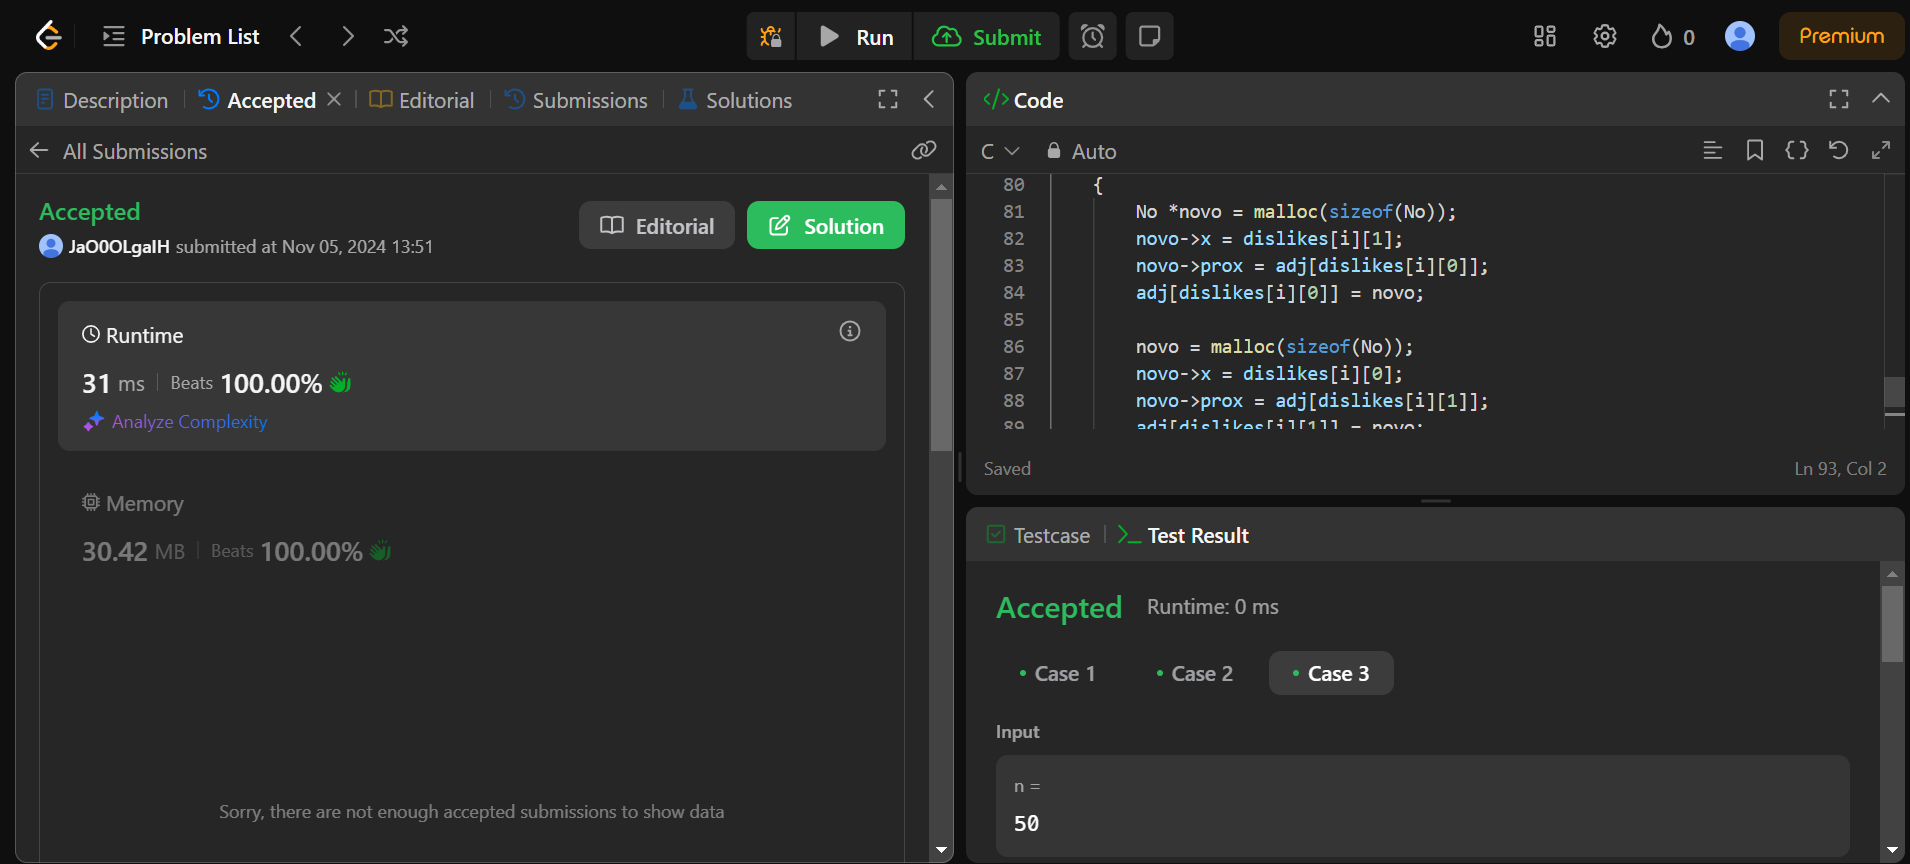 Problem List
Run
Submit
0
Premium
Description
Accepted
Editorial
Submissions
Solutions
All Submissions
Accepted
JaO0OLgaIH submitted at Nov 05, 2024 13:51
Editorial
Solution
Runtime
31 ms
Beats 100.00%
Analyze Complexity
Memory
30.42 MB
Beats 100.00%
Sorry, there are not enough accepted submissions to show data
</> Code
C
Auto
80 {
81 No *novo = malloc(sizeof(No));
82 novo->x = dislikes[i][1];
83 novo->prox = adj[dislikes[i][0]];
84 adj[dislikes[i][0]] = novo;
85
86 novo = malloc(sizeof(No));
87 novo->x = dislikes[i][0];
88 novo->prox = adj[dislikes[i][1]];
89 adj[dislikes[i][1]] = novo;
Saved
Ln 93, Col 2
Testcase
Test Result
Accepted
Runtime: 0 ms
Case 1
Case 2
Case 3
Input
n =
50